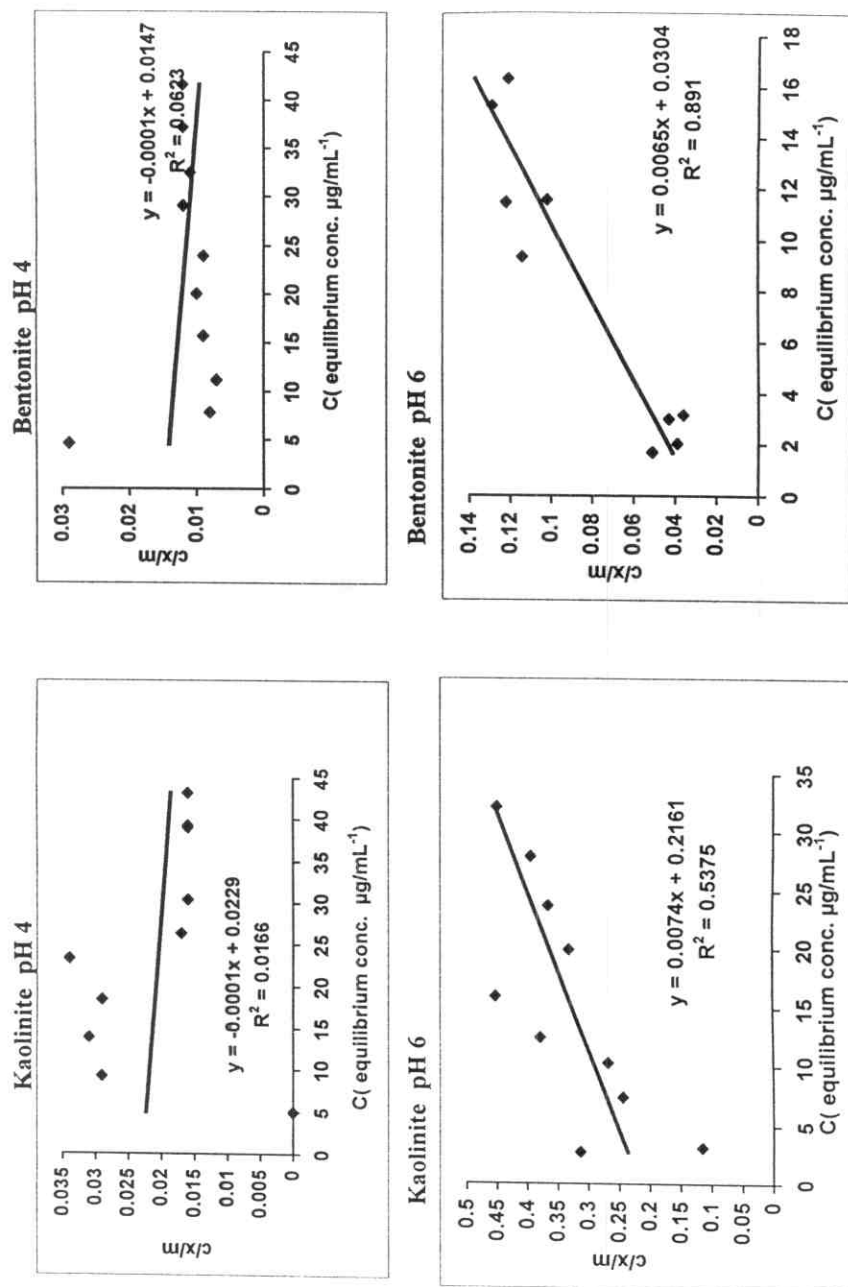 Kaolinite pH 4
0.035
0.03
0.025
0.02
0.015
0.01
0.005
0
c/x/m
y = -0.0001x + 0.0229
R² = 0.0166
0 5 10 15 20 25 30 35 40 45
C( equilibrium conc. µg/mL⁻¹)
Bentonite pH 4
0.03
0.02
0.01
0
c/x/m
y = -0.0001x + 0.0147
R² = 0.0623
0 5 10 15 20 25 30 35 40 45
C( equilibrium conc. µg/mL⁻¹)
Kaolinite pH 6
0.5
0.45
0.4
0.35
0.3
0.25
0.2
0.15
0.1
0.05
0
c/x/m
y = 0.0074x + 0.2161
R² = 0.5375
0 5 10 15 20 25 30 35
C( equilibrium conc. µg/mL⁻¹)
Bentonite pH 6
0.14
0.12
0.1
0.08
0.06
0.04
0.02
0
c/x/m
y = 0.0065x + 0.0304
R² = 0.891
0 2 4 6 8 10 12 14 16 18
C( equilibrium conc. µg/mL⁻¹)